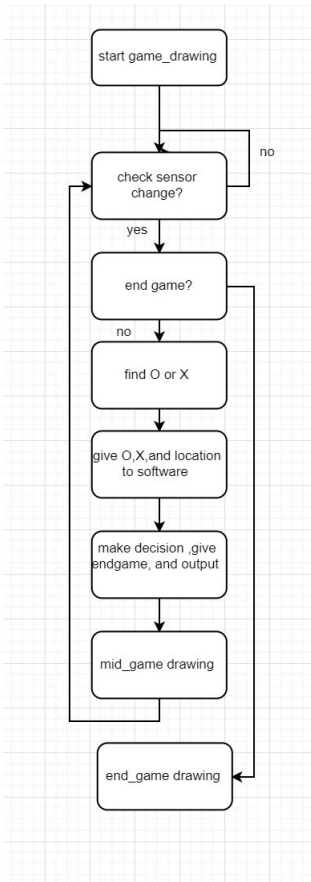 start game_drawing
no
check sensor
change?
yes
end game?
no
find O or X
give O,X,and location
to software
make decision ,give
endgame, and output
mid_game drawing
end_game drawing